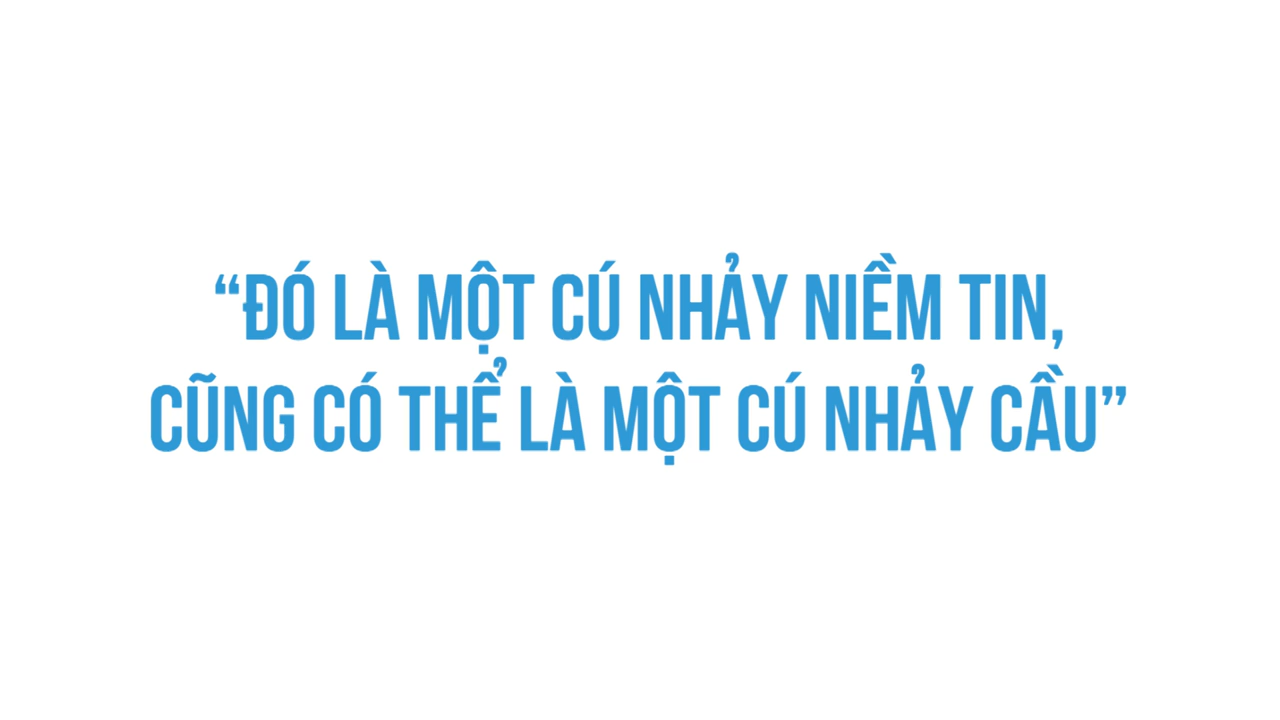 “ĐÓ LÀ MỘT CÚ NHẢY NIỀM TIN,
CŨNG CÓ THỂ LÀ MỘT CÚ NHẢY CẦU”